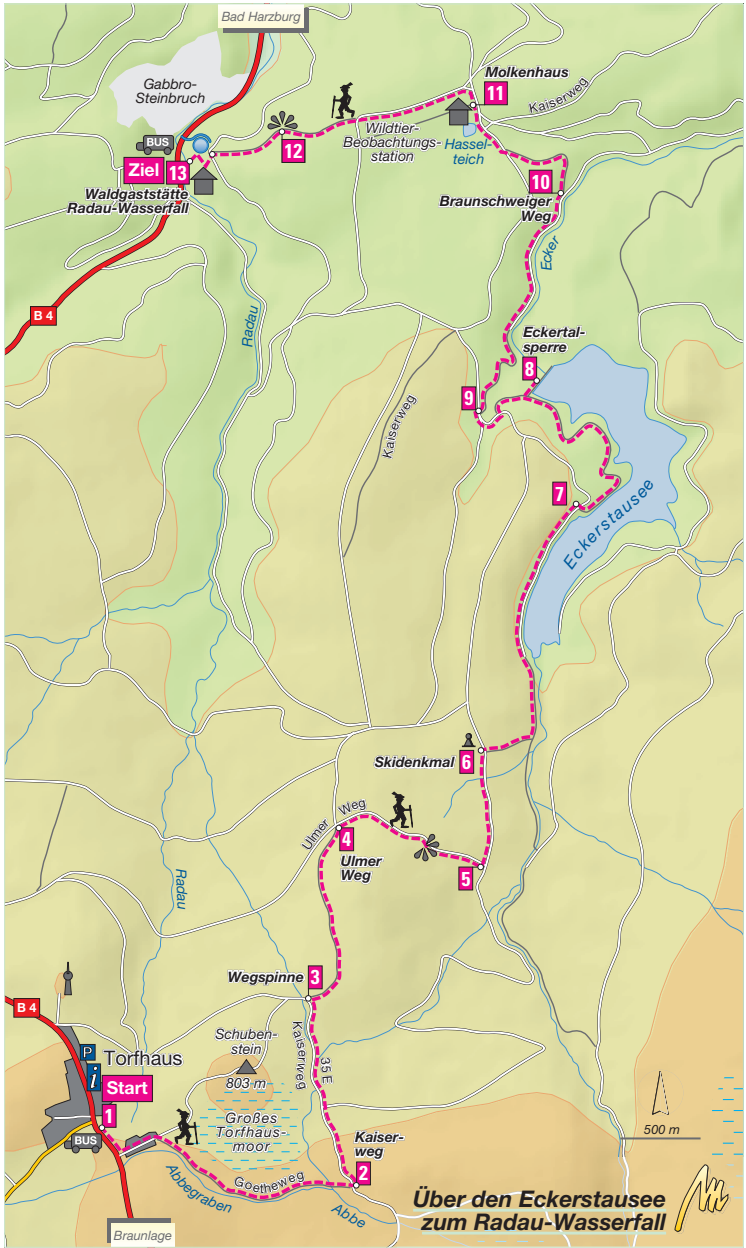 Bad Harzburg
Gabbro-
Steinbruch
Molkenhaus
11
Kaiserweg
BUS
Wildtier-
Beobachtungs-
station
Hassel-
teich
12
Ziel
13
Waldgaststätte
Radau-Wasserfall
10
Braunschweiger
Weg
Ecker
Radau
B 4
Eckertal-
sperre
8
9
Kaiserweg
7
Eckerstausee
Skidenkmal
6
Ulmer Weg
4
Ulmer
Weg
5
Radau
Wegspinne
3
B 4
P
Torfhaus
i
Start
1
BUS
Schuben-
stein
803 m
Kaiserweg
35 E
Großes
Torfhaus-
moor
500 m
Kaiser-
weg
2
Goetheweg
Abbegraben
Abbe
Braunlage
Über den Eckerstausee
zum Radau-Wasserfall